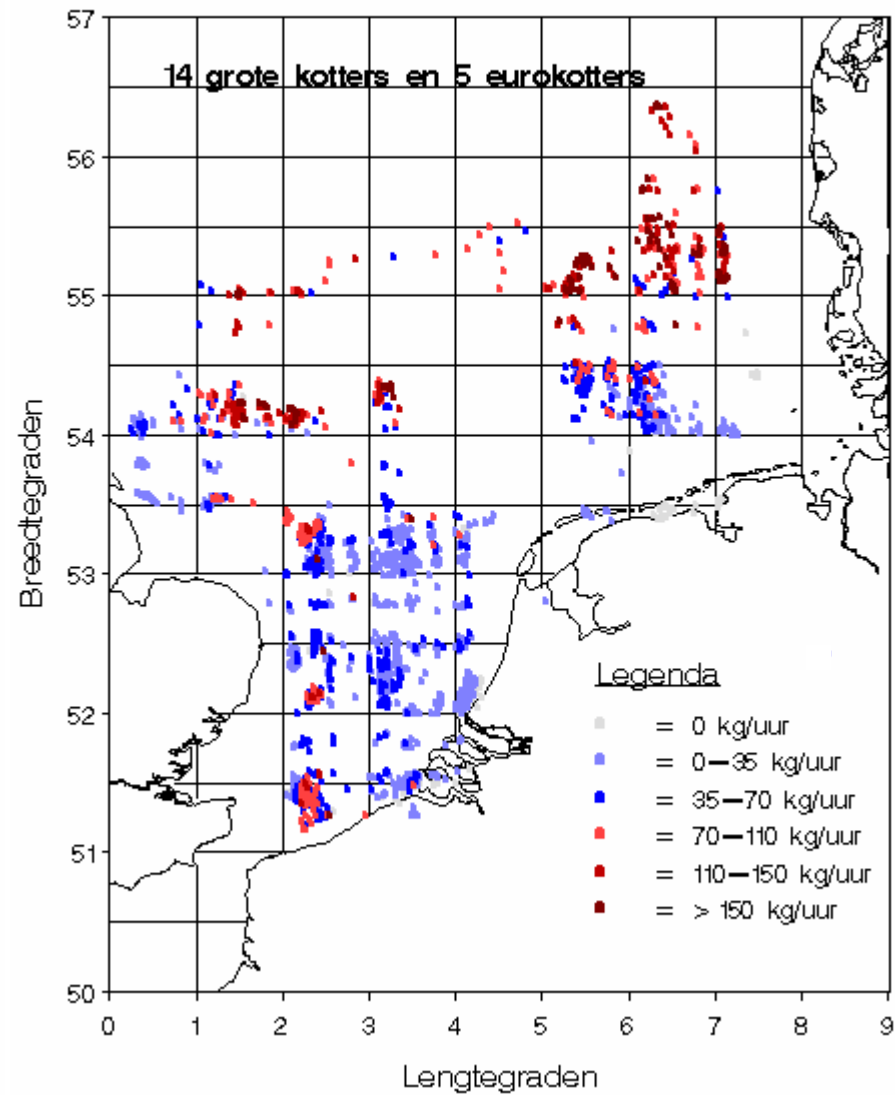 14 grote kotters en 5 eurokotters
57
56
55
54
53
52
51
50
Breedtegraden
Legenda
= 0 kg/uur
= 0–35 kg/uur
= 35–70 kg/uur
= 70–110 kg/uur
= 110–150 kg/uur
= > 150 kg/uur
0 1 2 3 4 5 6 7 8 9
Lengtegraden